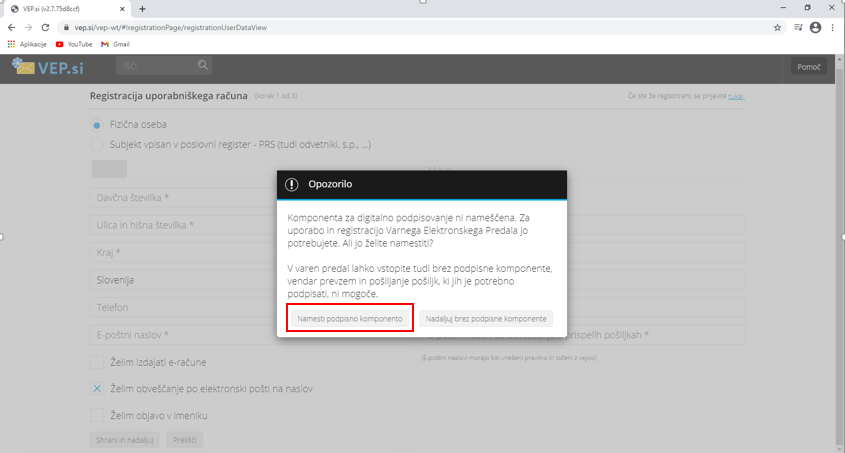 VEP.si (v2.7.75d8ccf)
vep.si/vep-wt/#!registrationPage/registrationUserDataView
Aplikacije YouTube Gmail
VEP.si Išči Pomoč
Registracija uporabniškega računa (korak 1 od 3) Če ste že registrirani, se prijavite tukaj.
Fizična oseba
Subjekt vpisan v poslovni register - PRS (tudi odvetniki, s.p., ...)
Opozorilo
Davčna številka *
Komponenta za digitalno podpisovanje ni nameščena. Za
Ulica in hišna številka *
uporabo in registracijo Varnega Elektronskega Predala jo
potrebujete. Ali jo želite namestiti?
Kraj *
V varen predal lahko vstopite tudi brez podpisne komponente,
Slovenija
vendar prevzem in pošiljanje pošiljk, ki jih je potrebno
podpisati, ni mogoče.
Telefon
Namesti podpisno komponento Nadaljuj brez podpisne komponente
E-poštni naslov * prispelih pošiljkah *
(E-poštni naslovi morajo biti vnešeni pravilno in ločeni z vejico)
Želim izdajati e-račune
Želim obveščanje po elektronski pošti na naslov
Želim objavo v imeniku
Shrani in nadaljuj Prekliči